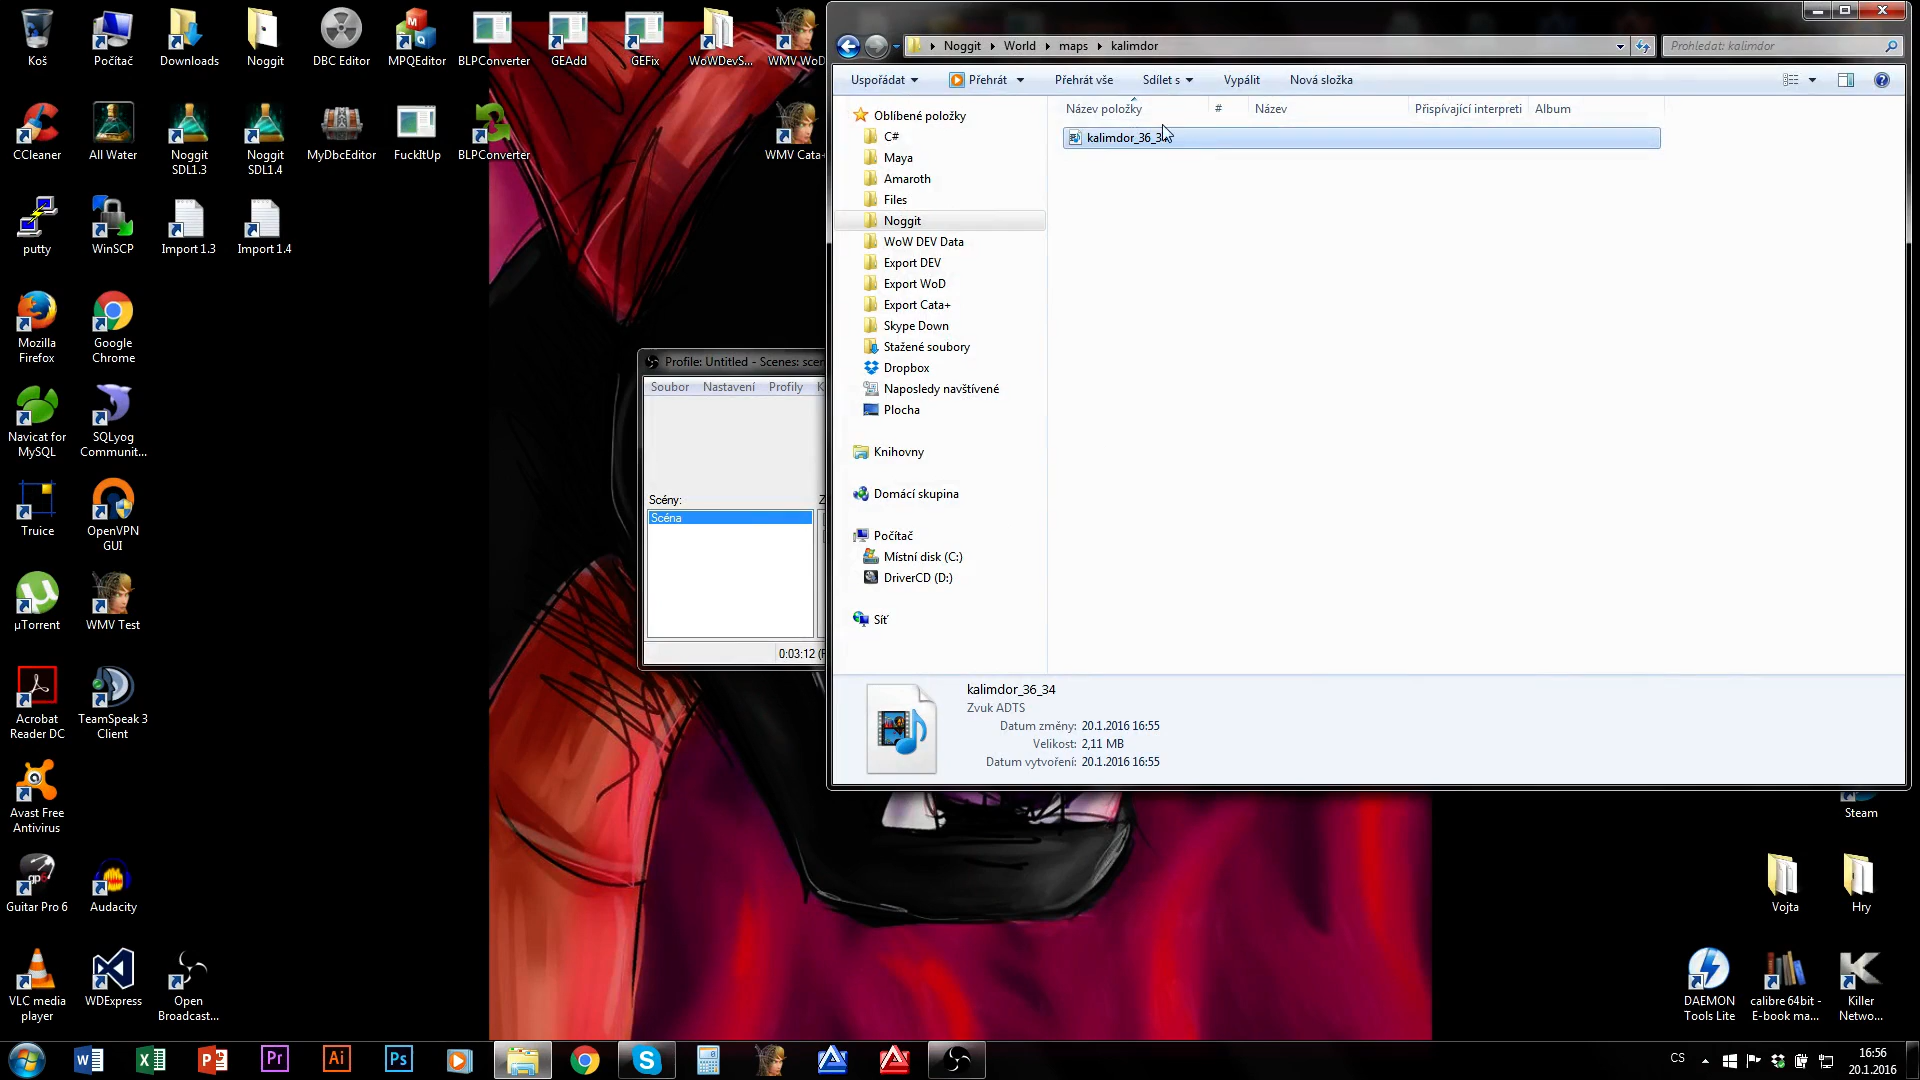 Koš
Počítač
Downloads
Noggit
DBC Editor
MPQEditor
BLPConverter
GEAdd
GEFix
WoWDevS...
WMV WoD
CCleaner
All Water
Noggit
SDL1.3
Noggit
SDL1.4
MyDbcEditor
FuckItUp
BLPConverter
WMV Cata-
putty
WinSCP
Import 1.3
Import 1.4
Mozilla
Firefox
Google
Chrome
Navicat for
MySQL
SQLyog
Communit...
Truice
OpenVPN
GUI
µTorrent
WMV Test
Acrobat
Reader DC
TeamSpeak 3
Client
Avast Free
Antivirus
Guitar Pro 6
Audacity
VLC media
player
WDExpress
Open
Broadcast...
Profile: Untitled - Scenes: scen
Soubor Nastavení Profily K
Scény:
Z
Scéna
0:03:12 (
Noggit World maps kalimdor
Prohledat: kalimdor
Uspořádat Přehrát Přehrát vše Sdílet s Vypálit Nová složka
Název položky # Název Přispívající interpreti Album
kalimdor_36_34
Oblíbené položky
C#
Maya
Amaroth
Files
Noggit
WoW DEV Data
Export DEV
Export WoD
Export Cata+
Skype Down
Stažené soubory
Dropbox
Naposledy navštívené
Plocha
Knihovny
Domácí skupina
Počítač
Místní disk (C:)
DriverCD (D:)
Síť
kalimdor_36_34
Zvuk ADTS
Datum změny: 20.1.2016 16:55
Velikost: 2,11 MB
Datum vytvoření: 20.1.2016 16:55
Steam
Vojta
Hry
DAEMON
Tools Lite
calibre 64bit -
E-book ma...
Killer
Netwo...
CS
16:56
20.1.2016